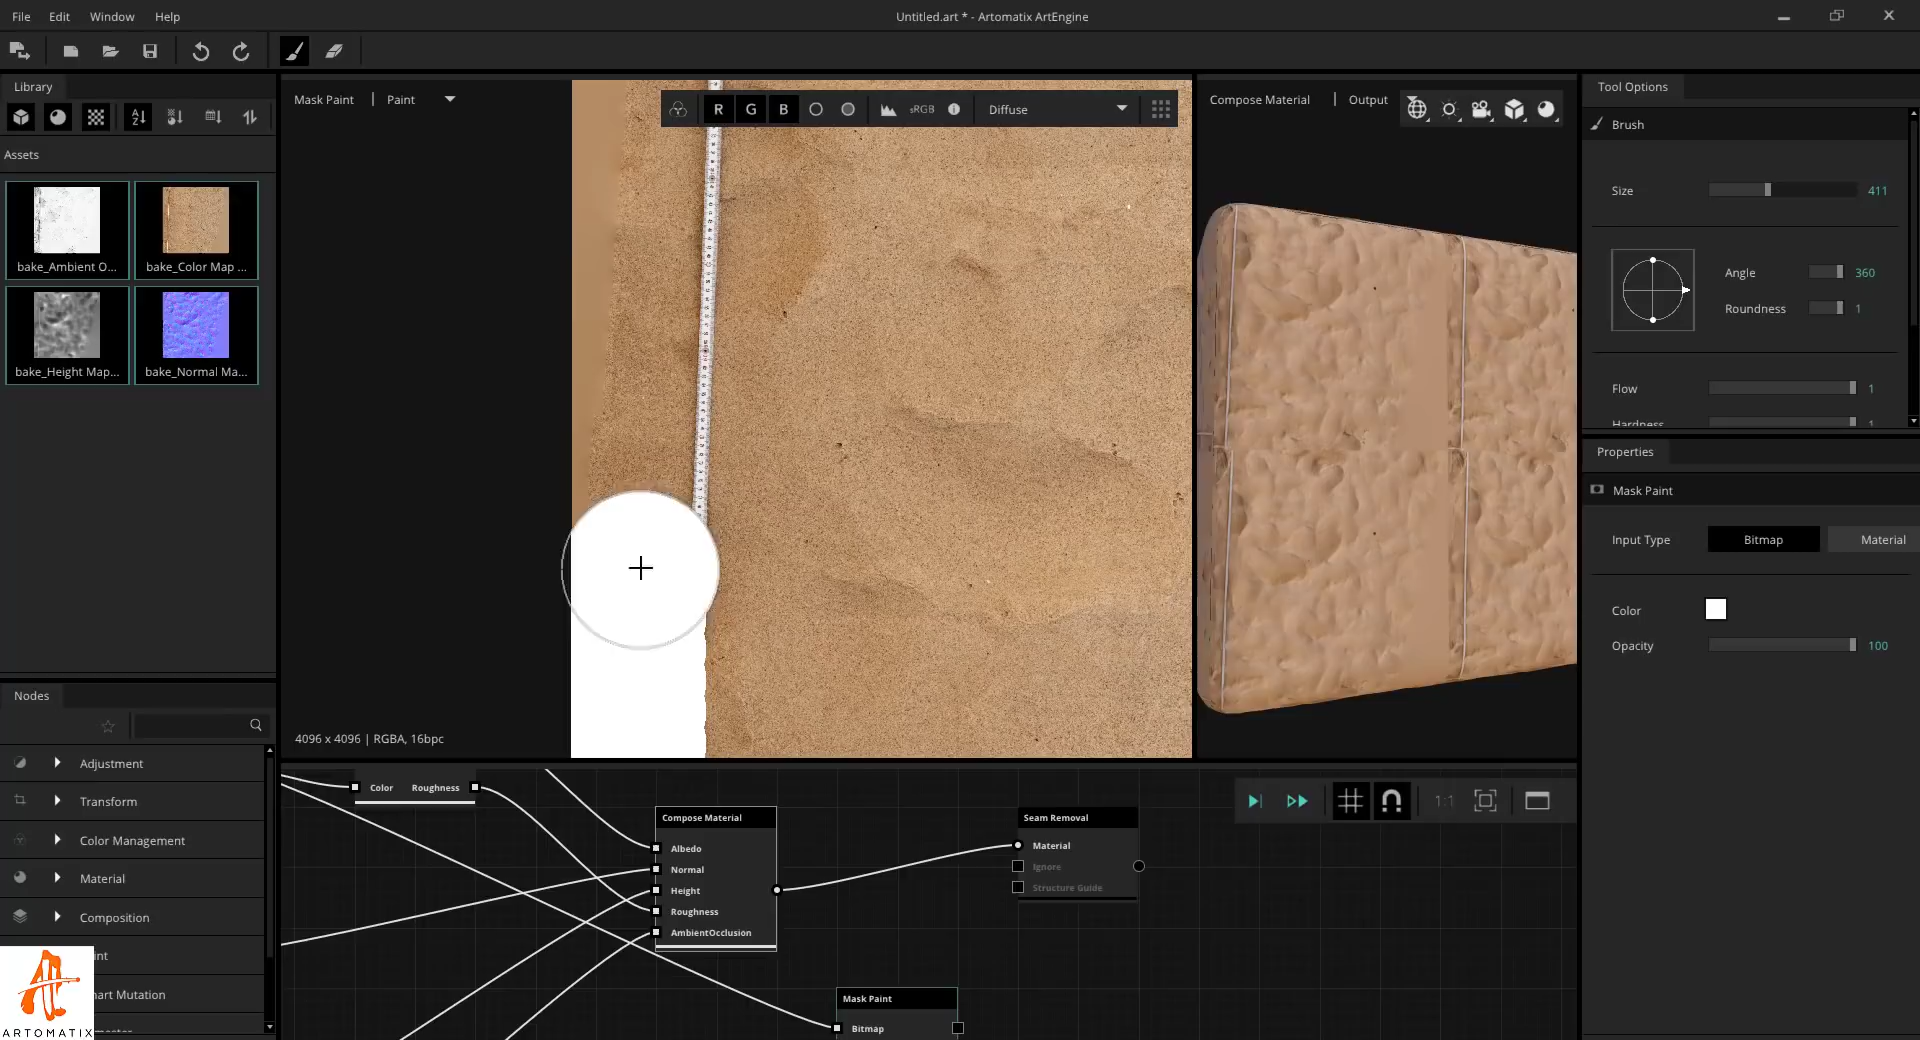 File Edit Window Help
Untitled.art * - Artomatix ArtEngine
Library
Mask Paint | Paint
R G B sRGB Diffuse
Compose Material | Output
Tool Options
Brush
Assets
Size 411
bake_Ambient O...
bake_Color Map ...
Angle 360
Roundness 1
bake_Height Map...
bake_Normal Ma...
Flow 1
Hardness 1
Properties
Mask Paint
Input Type Bitmap Material
Color
Opacity 100
4096 x 4096 | RGBA, 16bpc
Nodes
Adjustment
Transform
Color Management
Material
Composition
int
art Mutation
Color Roughness
Compose Material
Albedo
Normal
Height
Roughness
AmbientOcclusion
Seam Removal
Material
Ignore
Structure Guide
1:1
Mask Paint
Bitmap
ARTOMATIX